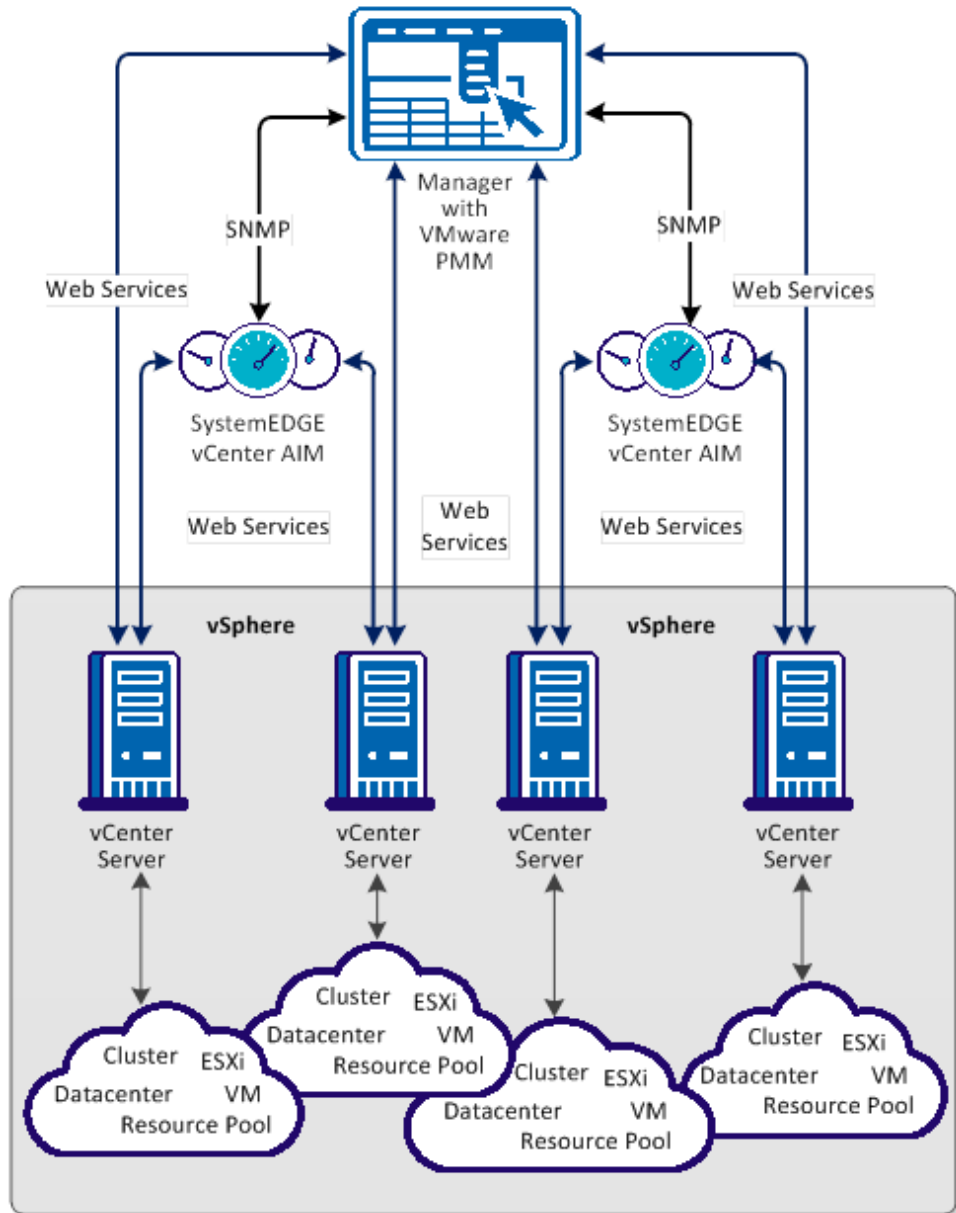 Manager
with
VMware
PMM
SNMP
SNMP
Web Services
Web Services
SystemEDGE
vCenter AIM
SystemEDGE
vCenter AIM
Web Services
Web
Services
Web Services
vSphere
vSphere
vCenter
Server
vCenter
Server
vCenter
Server
vCenter
Server
Cluster ESXi
Datacenter VM
Resource Pool
Cluster ESXi
Datacenter VM
Resource Pool
Cluster ESXi
Datacenter VM
Resource Pool
Cluster ESXi
Datacenter VM
Resource Pool